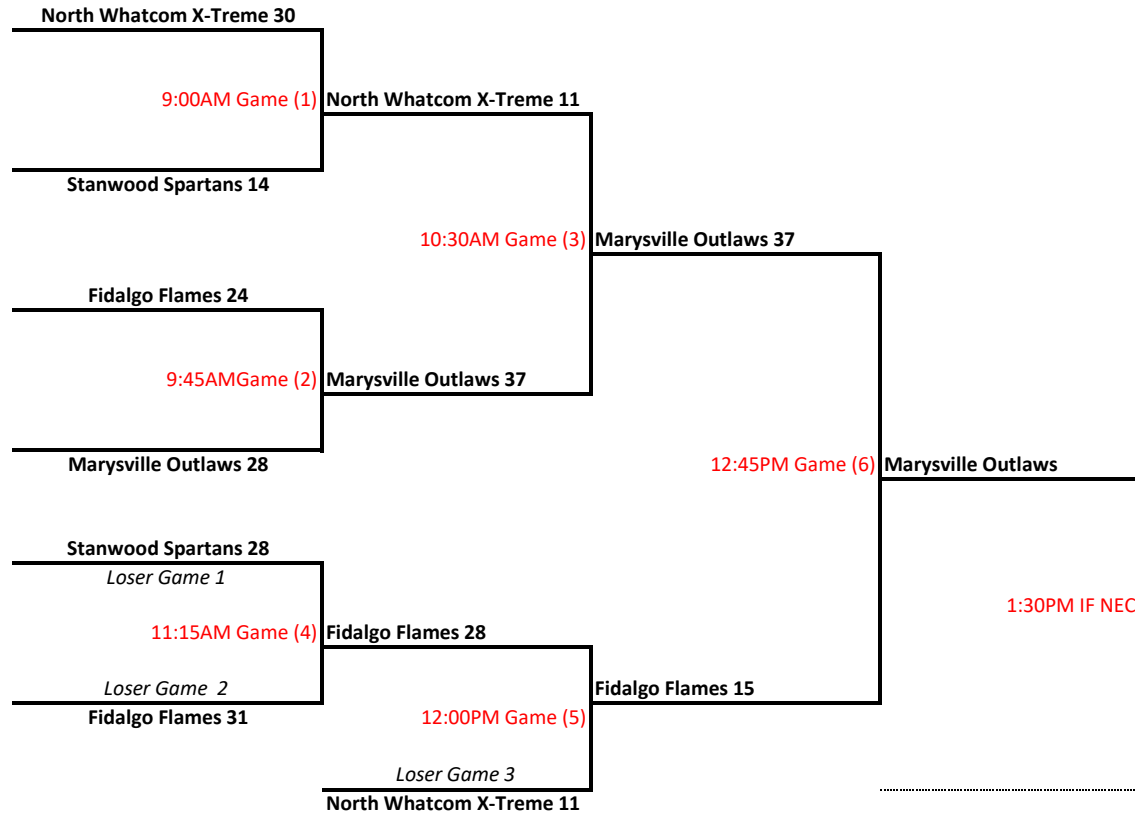 North Whatcom X-Treme 30
9:00AM Game (1)
North Whatcom X-Treme 11
Stanwood Spartans 14
10:30AM Game (3)
Marysville Outlaws 37
Fidalgo Flames 24
9:45AMGame (2)
Marysville Outlaws 37
Marysville Outlaws 28
12:45PM Game (6)
Marysville Outlaws
Stanwood Spartans 28
Loser Game 1
1:30PM IF NEC
11:15AM Game (4)
Fidalgo Flames 28
Loser Game 2
Fidalgo Flames 15
Fidalgo Flames 31
12:00PM Game (5)
Loser Game 3
North Whatcom X-Treme 11